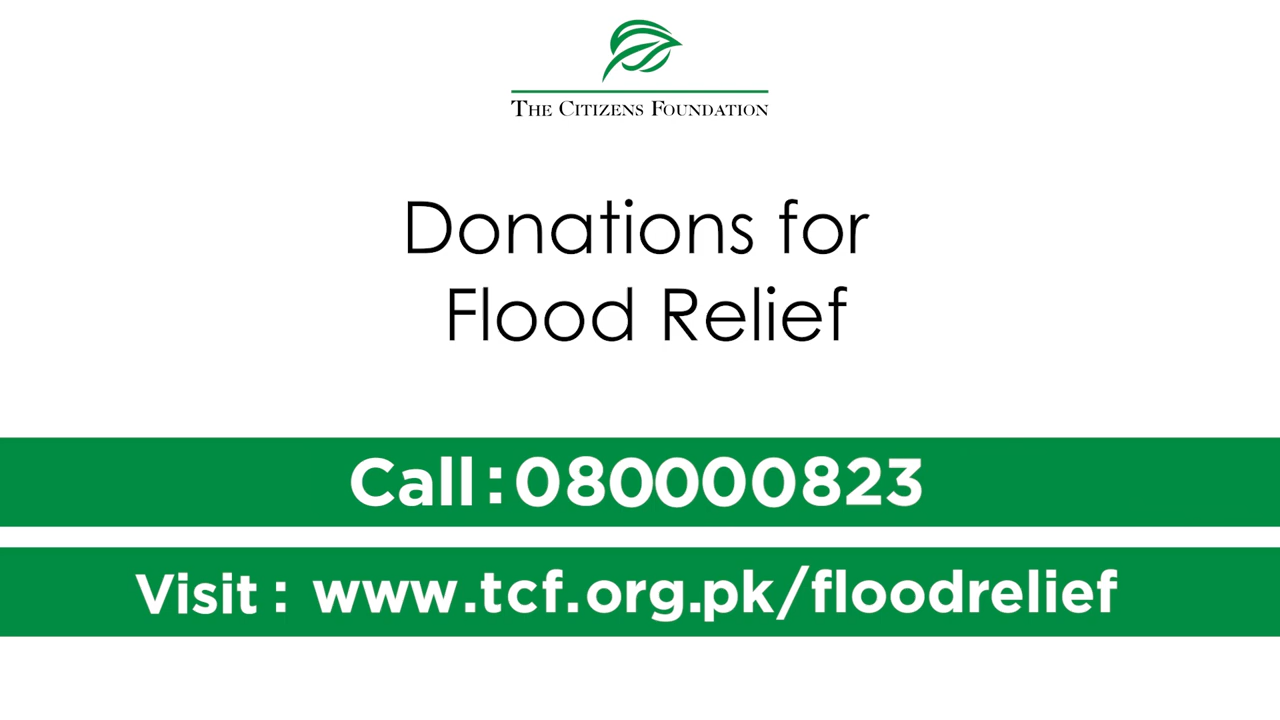 The Citizens Foundation
Donations for
Flood Relief
Call : 080000823
Visit : www.tcf.org.pk/floodrelief